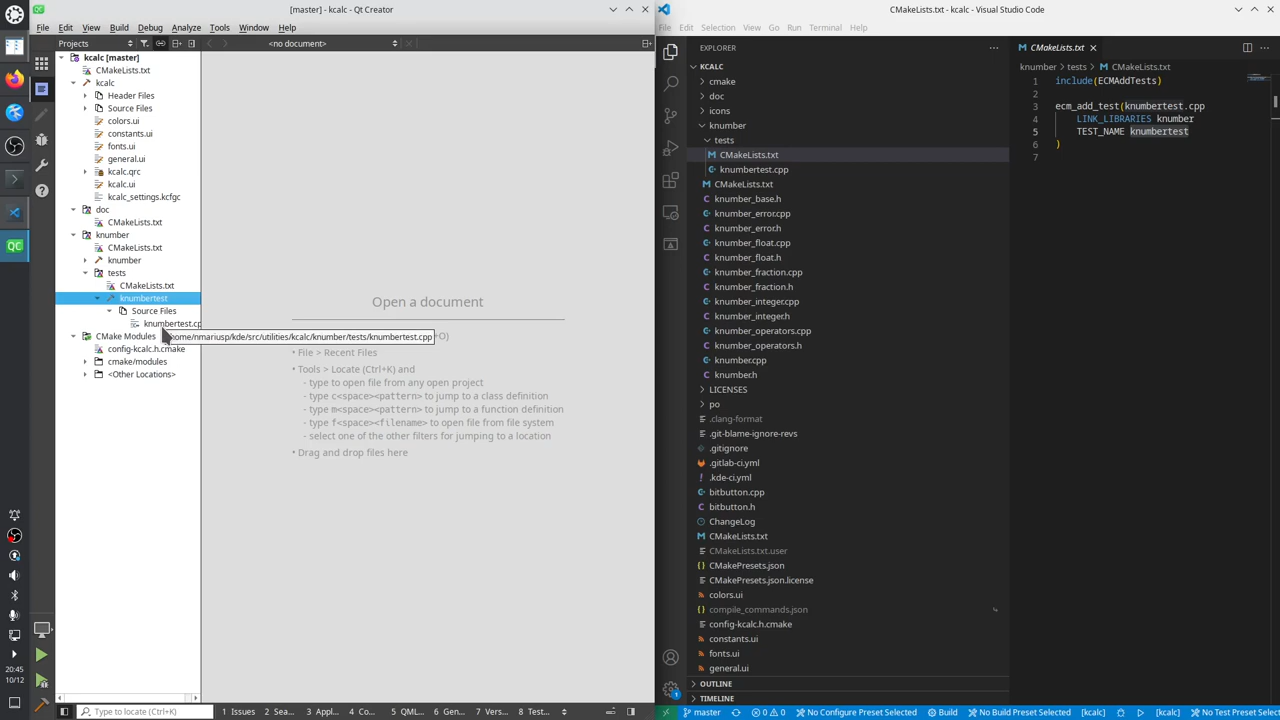 [master] - kcalc - Qt Creator
File Edit View Build Debug Analyze Tools Window Help
Projects
<no document>
kcalc [master]
CMakeLists.txt
kcalc
Header Files
Source Files
colors.ui
constants.ui
fonts.ui
general.ui
kcalc.qrc
kcalc.ui
kcalc_settings.kcfgc
doc
CMakeLists.txt
knumber
CMakeLists.txt
knumber
tests
CMakeLists.txt
knumbertest
Source Files
knumbertest.cp
CMake Modules
config-kcalc.h.cmake
cmake/modules
<Other Locations>
Open a document
home/nmariusp/kde/src/utilities/kcalc/knumber/tests/knumbertest.cpp
+O)
• File > Recent Files
• Tools > Locate (Ctrl+K) and
- type to open file from any open project
- type c<space><pattern> to jump to a class definition
- type m<space><pattern> to jump to a function definition
- type f<space><filename> to open file from file system
- select one of the other filters for jumping to a location
• Drag and drop files here
20:45
10/12
QC
Type to locate (Ctrl+K)
1 Issues 2 Sea... 3 Appl... 4 Co... 5 QML... 6 Gen... 7 Vers... 8 Test...
CMakeLists.txt - kcalc - Visual Studio Code
File Edit Selection View Go Run Terminal Help
EXPLORER
KCALC
cmake
doc
icons
knumber
tests
CMakeLists.txt
knumbertest.cpp
CMakeLists.txt
knumber_base.h
knumber_error.cpp
knumber_error.h
knumber_float.cpp
knumber_float.h
knumber_fraction.cpp
knumber_fraction.h
knumber_integer.cpp
knumber_integer.h
knumber_operators.cpp
knumber_operators.h
knumber.cpp
knumber.h
LICENSES
po
.clang-format
.git-blame-ignore-revs
.gitignore
.gitlab-ci.yml
.kde-ci.yml
bitbutton.cpp
bitbutton.h
ChangeLog
CMakeLists.txt
CMakeLists.txt.user
CMakePresets.json
CMakePresets.json.license
colors.ui
compile_commands.json
config-kcalc.h.cmake
constants.ui
fonts.ui
general.ui
OUTLINE
TIMELINE
CMakeLists.txt
knumber > tests > CMakeLists.txt
1 include(ECMAddTests)
2
3 ecm_add_test(knumbertest.cpp
4 LINK_LIBRARIES knumber
5 TEST_NAME knumbertest
6 )
7
1
master 0 0 No Configure Preset Selected Build No Build Preset Selected [kcalc] [kcalc] No Test Preset Selec